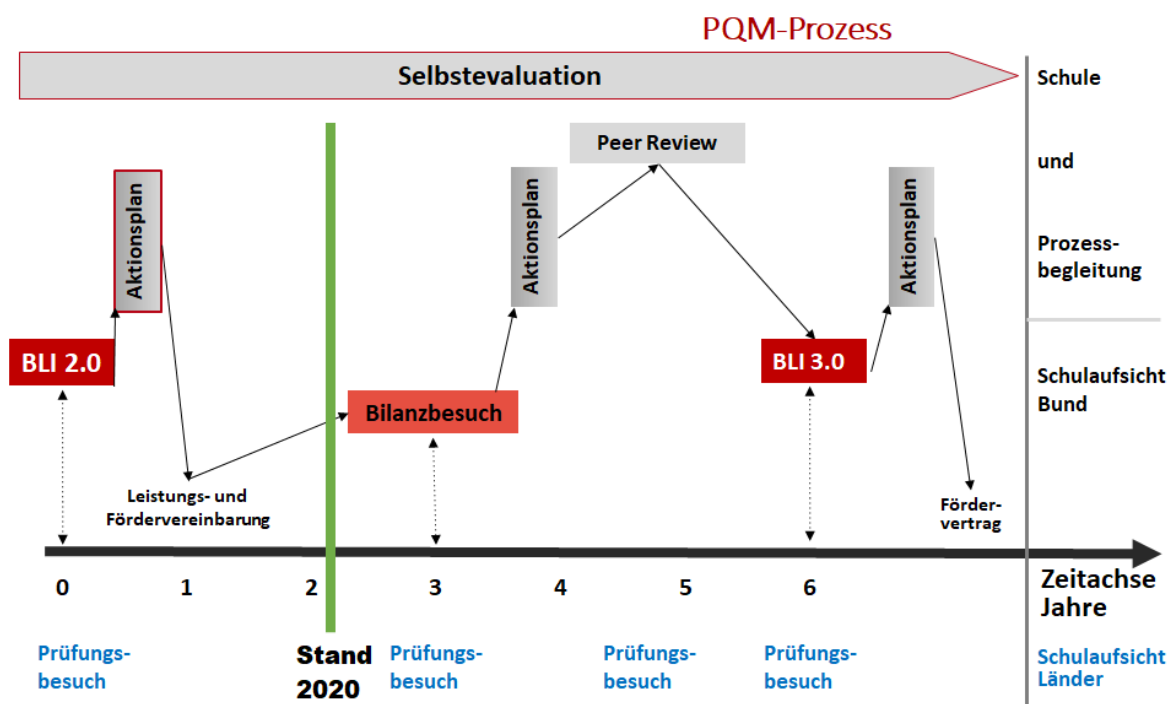 PQM-Prozess
Selbstevaluation
Schule
und
Prozess-
begleitung
Schulaufsicht
Bund
Peer Review
Aktionsplan
Aktionsplan
Aktionsplan
BLI 2.0
BLI 3.0
Bilanzbesuch
Leistungs- und
Fördervereinbarung
Förder-
vertrag
0 1 2 3 4 5 6
Zeitachse
Jahre
Prüfungs-
besuch
Stand
2020
Prüfungs-
besuch
Prüfungs-
besuch
Prüfungs-
besuch
Schulaufsicht
Länder